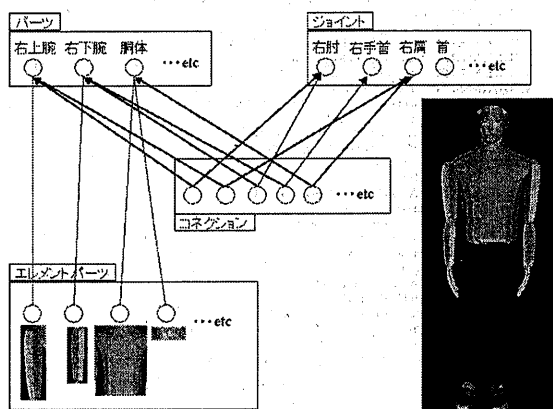 パーツ
右上腕 右下腕 胴体 …etc
ジョイント
右肘 右手首 右肩 首 …etc
…etc
コネクション
エレメントパーツ
…etc